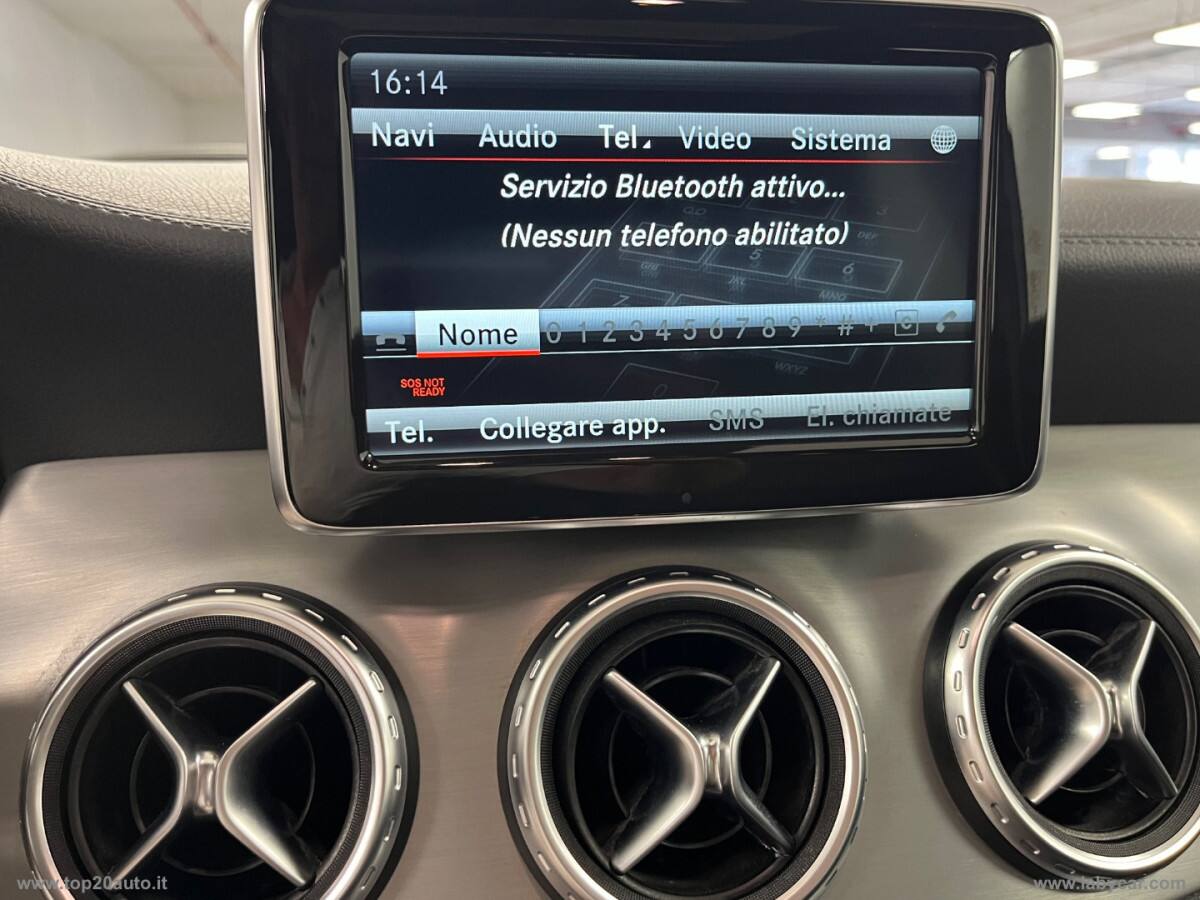 16:14
Navi Audio Tel. Video Sistema
Servizio Bluetooth attivo...
(Nessun telefono abilitato)
Nome 0 1 2 3 4 5 6 7 8 9 * # + C
SOS NOT
READY
Tel. Collegare app. SMS El. chiamate
www.top20auto.it
www.labycar.com